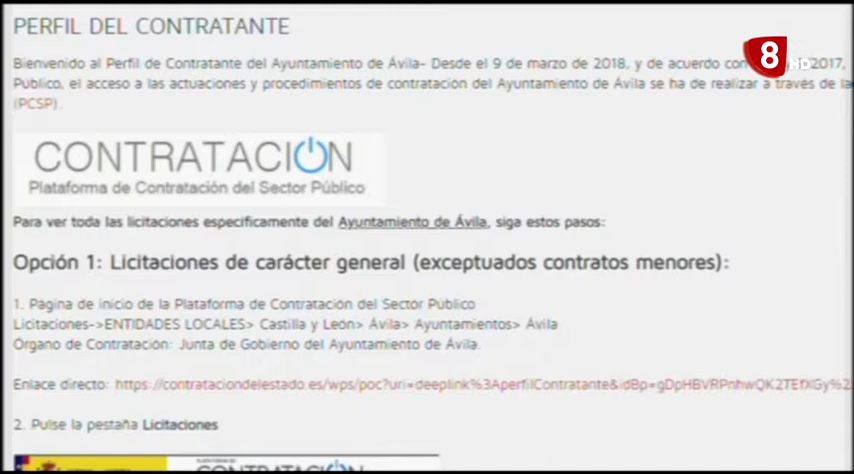 PERFIL DEL CONTRATANTE
8
Bienvenido al Perfil de Contratante del Ayuntamiento de Ávila- Desde el 9 de marzo de 2018, y de acuerdo con 2017,
HD
Público, el acceso a las actuaciones y procedimientos de contratación del Ayuntamiento de Ávila se ha de realizar a través de la
(PCSP).
CONTRATACIÓN
Plataforma de Contratación del Sector Público
Para ver toda las licitaciones especificamente del Ayuntamiento de Ávila, siga estos pasos:
Opción 1: Licitaciones de carácter general (exceptuados contratos menores):
1. Página de inicio de la Plataforma de Contratación del Sector Público
Licitaciones->ENTIDADES LOCALES> Castilla y León> Ávila> Ayuntamientos> Ávila
Órgano de Contratación: Junta de Gobierno del Ayuntamiento de Ávila.
Enlace directo: https://contrataciondelestado.es/wps/poc?uri=deeplink%3AperfilContratante&idBp=gDpHBVRPnhwQK2TEfXGy%2
2. Pulse la pestaña Licitaciones
CONTRATACIÓN